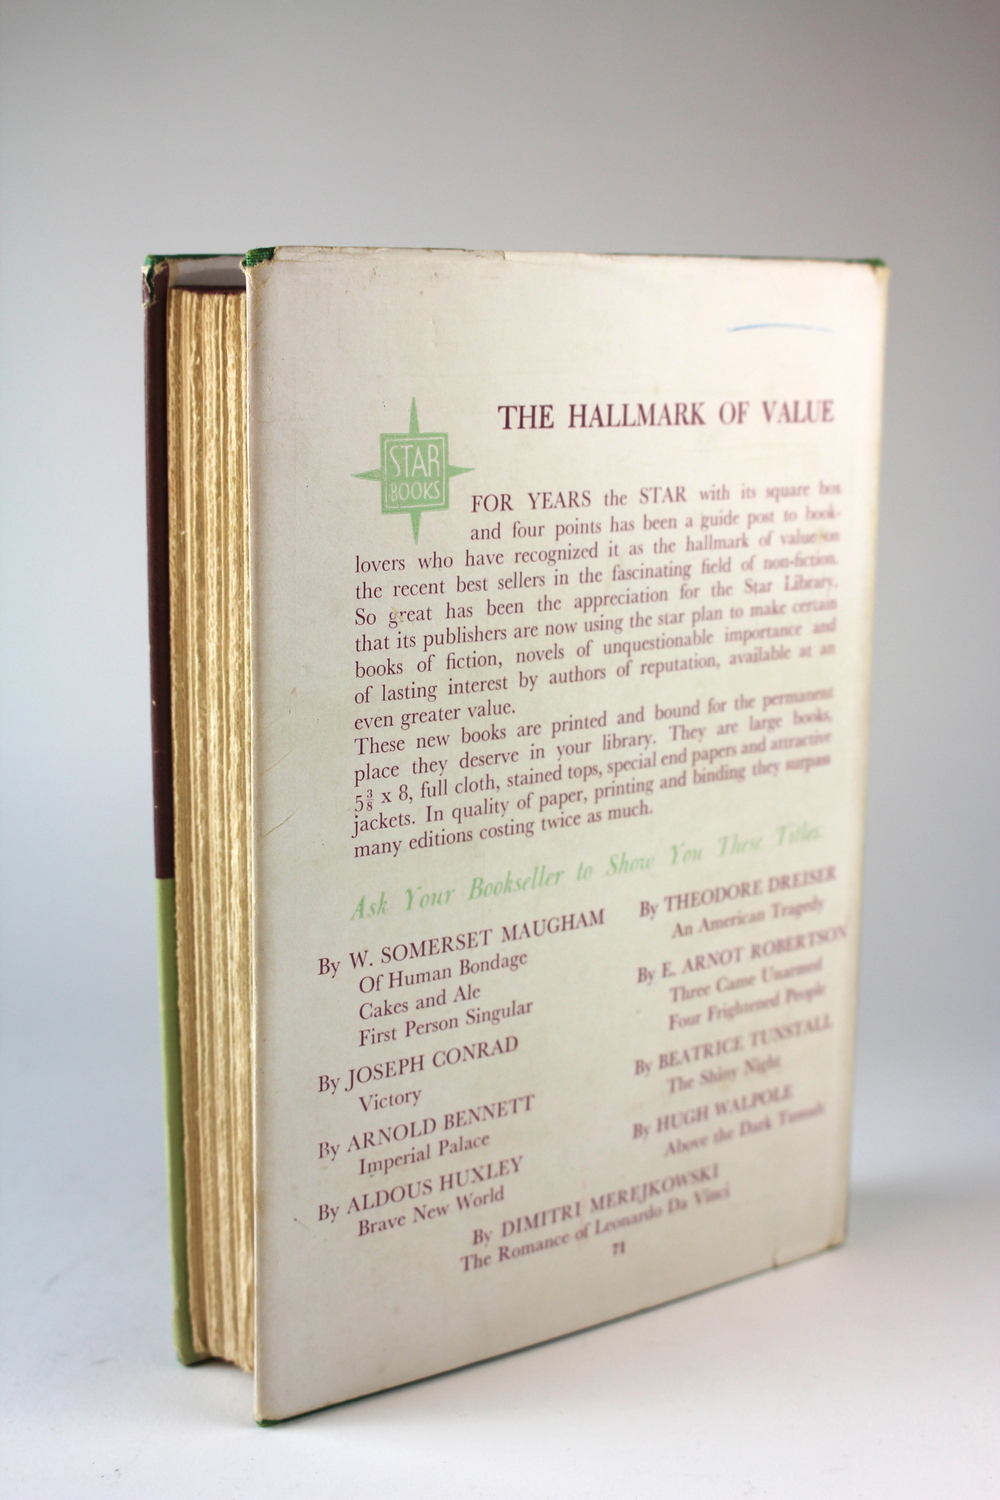 THE HALLMARK OF VALUE
STAR
BOOKS
FOR YEARS the STAR with its square box
and four points has been a guide post to book-
lovers who have recognized it as the hallmark of value on
the recent best sellers in the fascinating field of non-fiction.
So great has been the appreciation for the Star Library,
that its publishers are now using the star plan to make certain
books of fiction, novels of unquestionable importance and
of lasting interest by authors of reputation, available at an
even greater value.
These new books are printed and bound for the permanent
place they deserve in your library. They are large books,
5⅜ x 8, full cloth, stained tops, special end papers and attractive
jackets. In quality of paper, printing and binding they surpass
many editions costing twice as much.
Ask Your Bookseller to Show You These Titles:
By W. SOMERSET MAUGHAM
Of Human Bondage
Cakes and Ale
First Person Singular
By JOSEPH CONRAD
Victory
By ARNOLD BENNETT
Imperial Palace
By ALDOUS HUXLEY
Brave New World
By THEODORE DREISER
An American Tragedy
By E. ARNOT ROBERTSON
Three Came Unarmed
Four Frightened People
By BEATRICE TUNSTALL
The Shiny Night
By HUGH WALPOLE
Above the Dark Tumult
By DIMITRI MEREJKOWSKI
The Romance of Leonardo Da Vinci
71